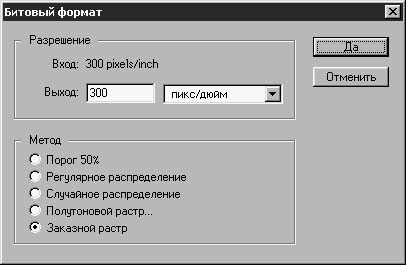 Битовый формат
Разрешение
Вход: 300 pixels/inch
Выход: 300 пикс/дюйм
Да
Отменить
Метод
Порог 50%
Регулярное распределение
Случайное распределение
Полутоновой растр...
Заказной растр